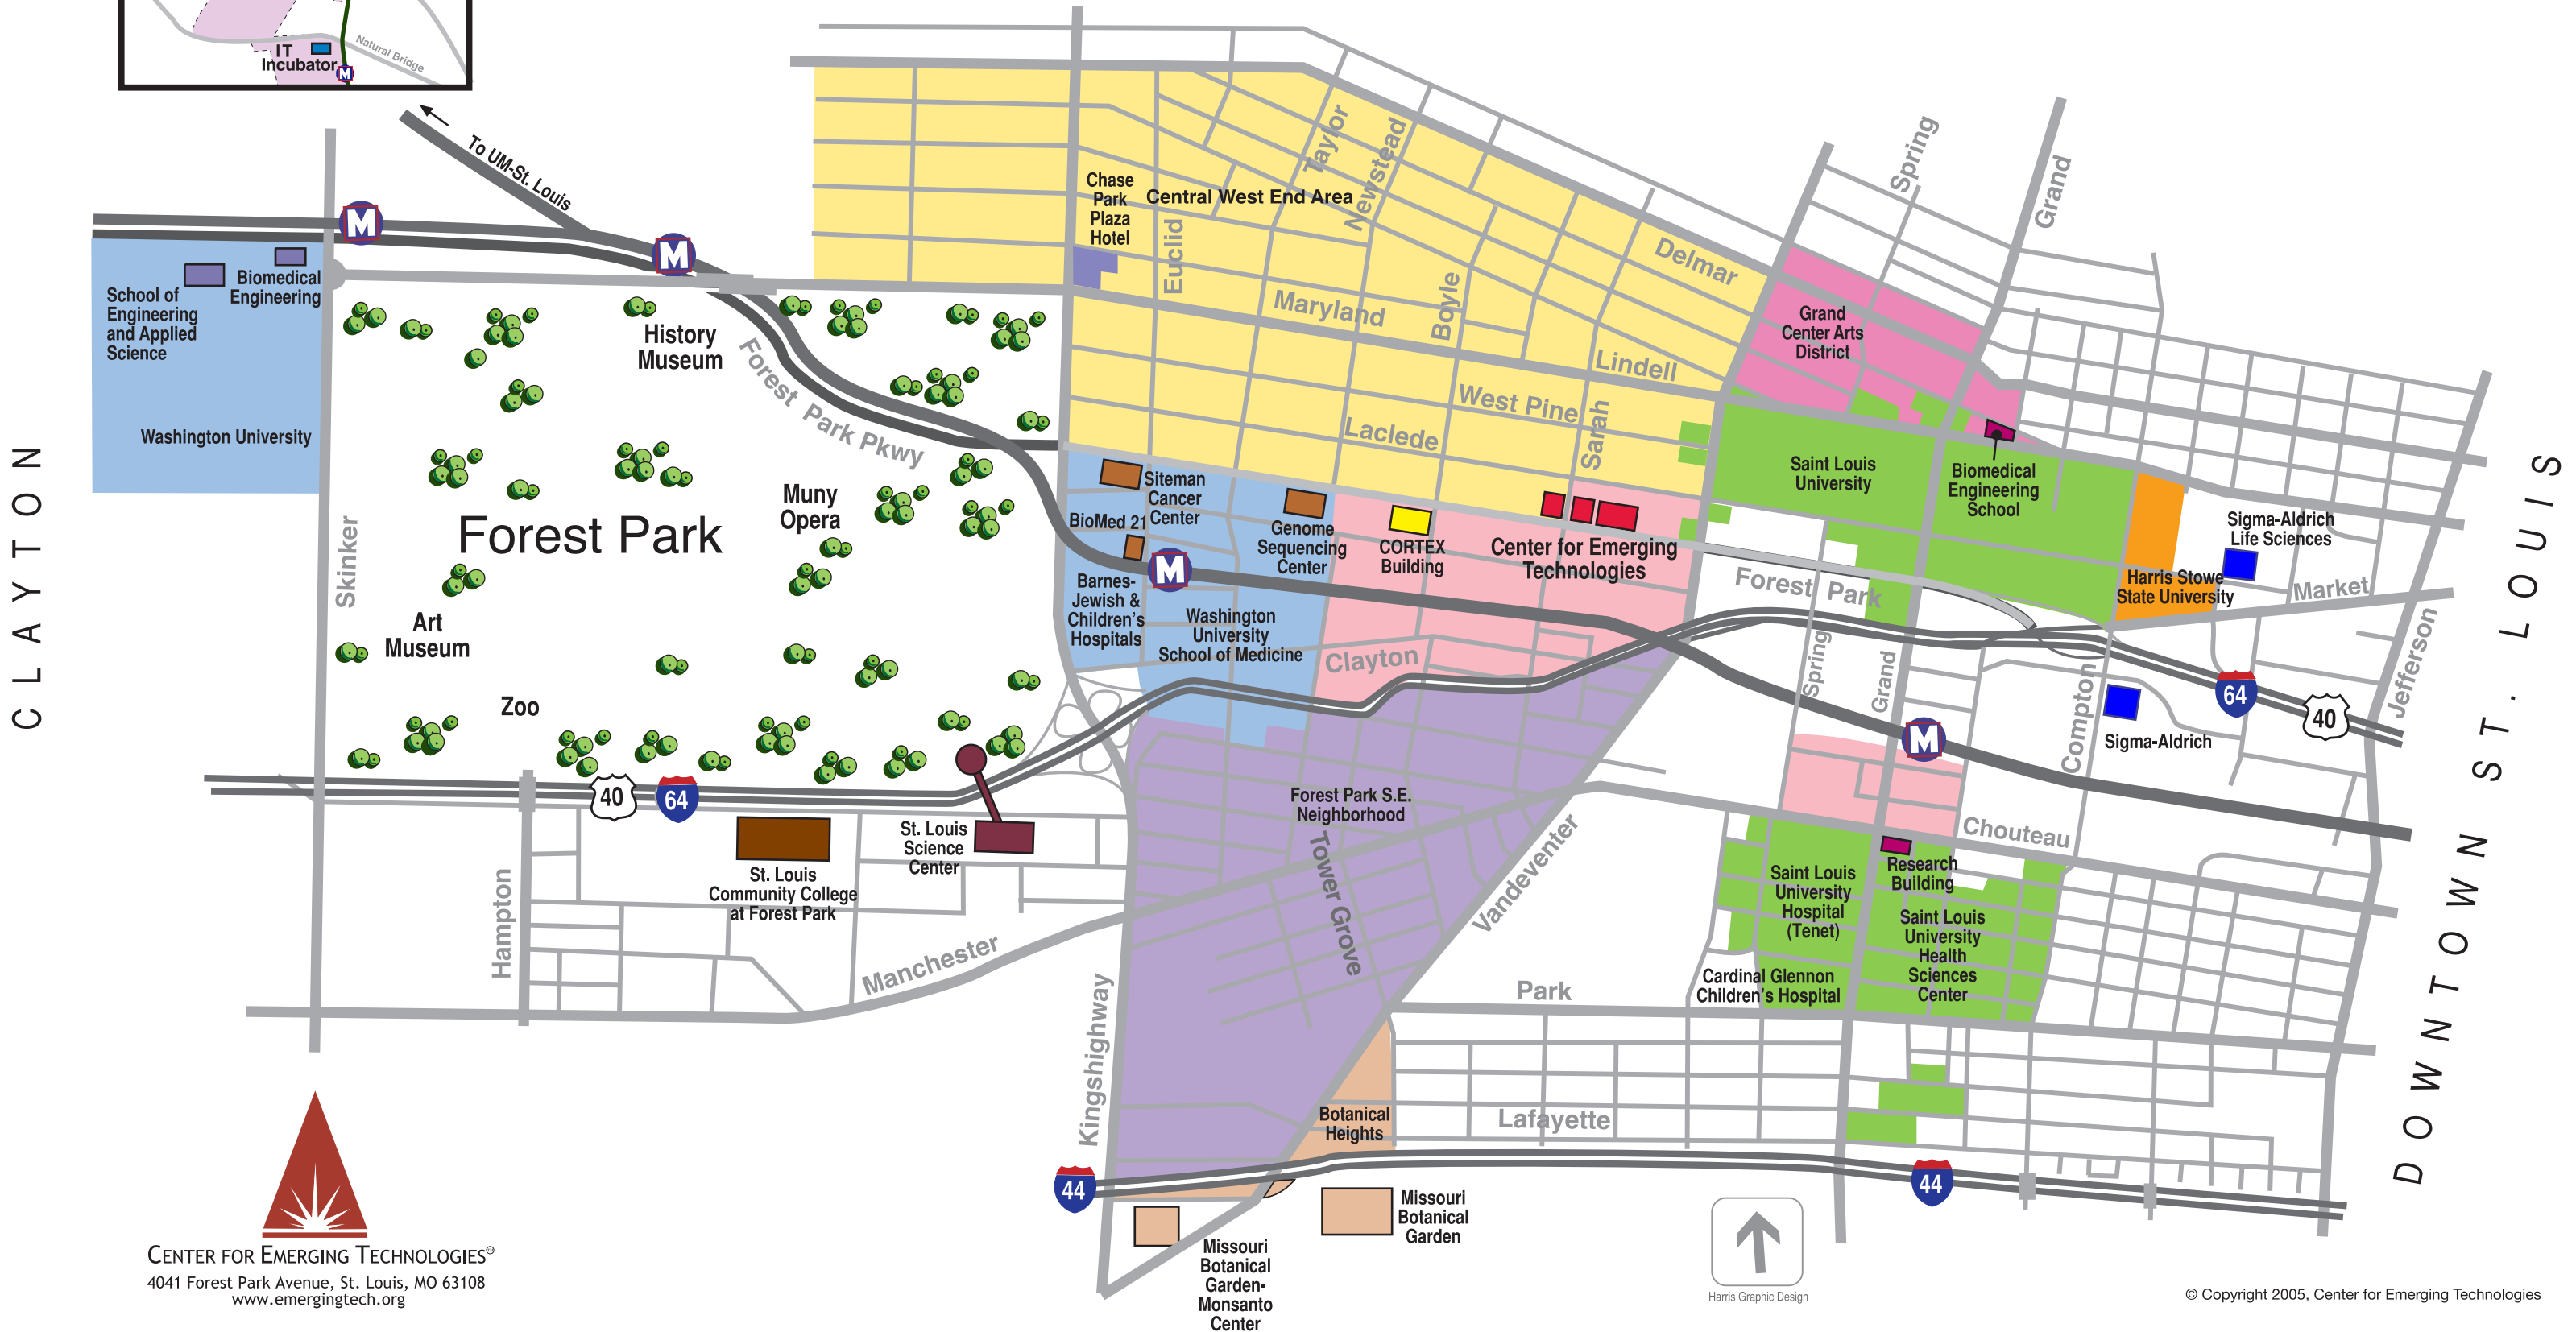 IT
Incubator
M
Natural Bridge
To UM-St. Louis
M
M
School of
Engineering
and Applied
Science
Biomedical
Engineering
Washington University
CLAYTON
Skinker
Forest Park
History
Museum
Forest Park Pkwy
Muny
Opera
Art
Museum
Zoo
40
64
Hampton
St. Louis
Community College
at Forest Park
St. Louis
Science
Center
Manchester
Chase
Park
Plaza
Hotel
Central West End Area
Euclid
Taylor
Newstead
Maryland
Boyle
Delmar
Lindell
West Pine
Laclede
Sarah
Spring
Grand
Grand
Center Arts
District
Saint Louis
University
Biomedical
Engineering
School
Siteman
Cancer
Center
BioMed 21
Barnes-
Jewish &
Children's
Hospitals
M
Genome
Sequencing
Center
Washington
University
School of Medicine
CORTEX
Building
Center for Emerging
Technologies
Clayton
Forest Park
Spring
Grand
M
Compton
Sigma-Aldrich
Life Sciences
Harris Stowe
State University
Market
Sigma-Aldrich
64
40
Jefferson
DOWNTOWN ST. LOUIS
Forest Park S.E.
Neighborhood
Tower Grove
Vandeventer
Chouteau
Saint Louis
University
Hospital
(Tenet)
Research
Building
Saint Louis
University
Health
Sciences
Center
Cardinal Glennon
Children's Hospital
Park
Kingshighway
Botanical
Heights
Lafayette
44
44
Missouri
Botanical
Garden
Missouri
Botanical
Garden-
Monsanto
Center
CENTER FOR EMERGING TECHNOLOGIES
4041 Forest Park Avenue, St. Louis, MO 63108
www.emergingtech.org
Harris Graphic Design
© Copyright 2005, Center for Emerging Technologies